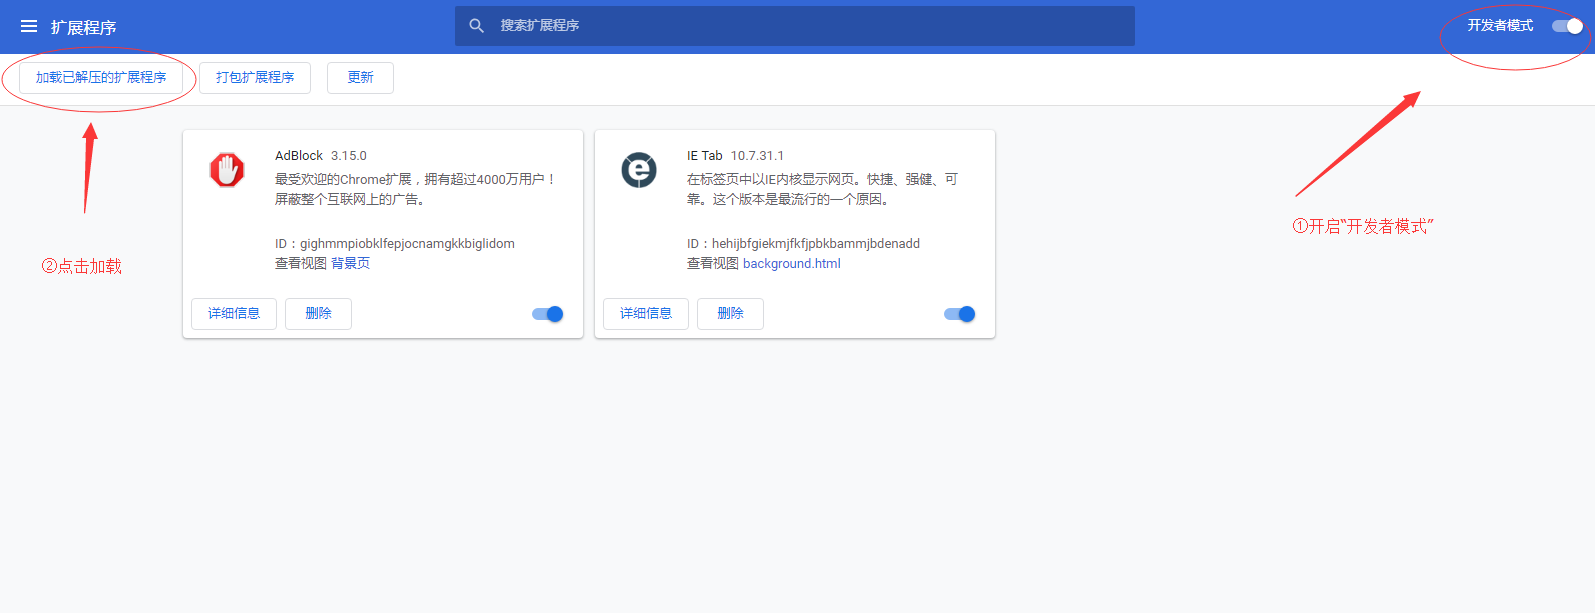 扩展程序
搜索扩展程序
开发者模式
加载已解压的扩展程序
打包扩展程序
更新
AdBlock 3.15.0
最受欢迎的Chrome扩展，拥有超过4000万用户！
屏蔽整个互联网上的广告。
ID：gighmmpiobklfepjocnamgkkbiglidom
查看视图 背景页
详细信息
删除
IE Tab 10.7.31.1
在标签页中以IE内核显示网页。快捷、强健、可
靠。这个版本是最流行的一个原因。
ID：hehijbfgiekmjfkfjpbkbammjbdenadd
查看视图 background.html
详细信息
删除
①开启“开发者模式”
②点击加载